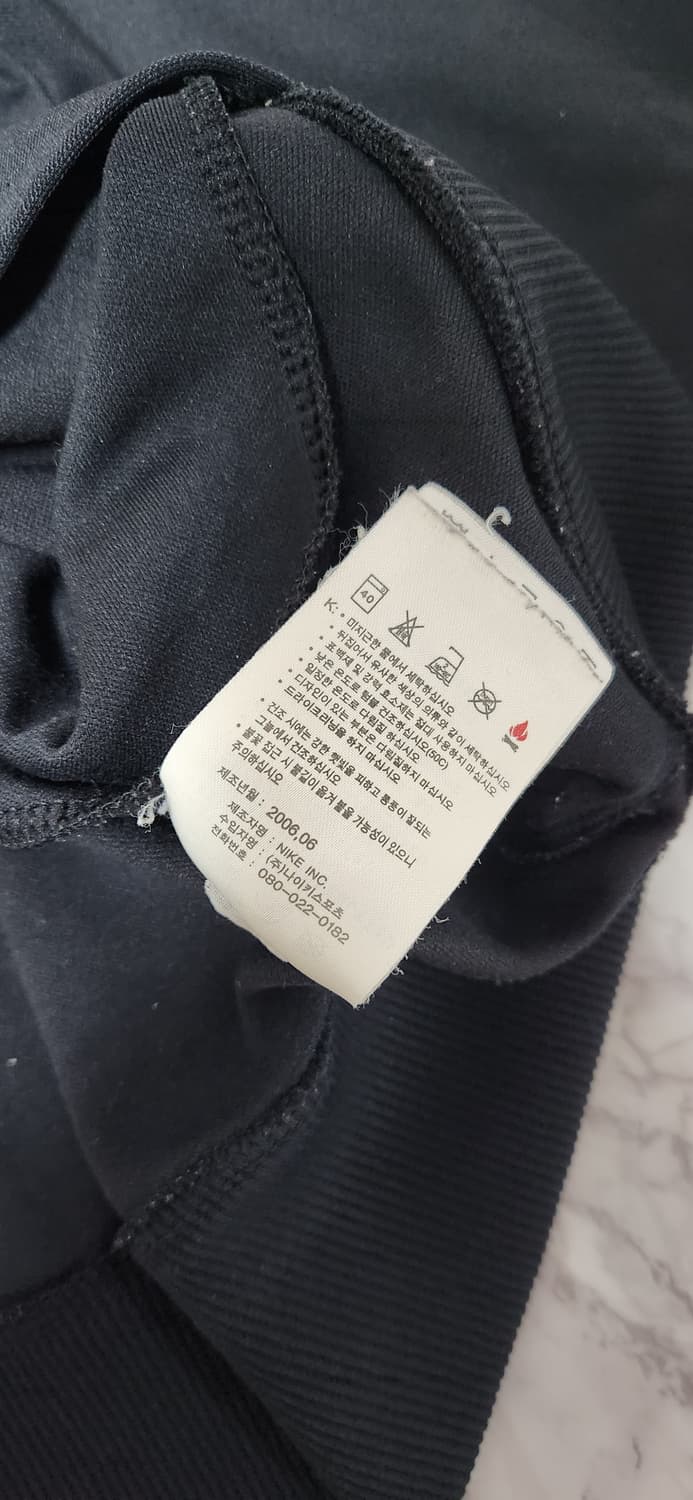 40
K: • 미지근한 물에서 세탁하십시오
• 뒤집어서 유사한 색상의 의류와 같이 세탁하십시오
• 표백제 및 강력 효소제는 절대 사용하지 마십시오
• 낮은 온도로 텀블 건조하십시오(50C)
• 일정한 온도로 다림질 하십시오
• 디자인이 있는 부분은 다림질하지 마십시오
• 드라이크리닝을 하지 마십시오
• 건조 시에는 강한 햇빛을 피하고 통풍이 잘되는
그늘에서 건조하십시오
• 불꽃 접근 시 불길이 옮겨 붙을 가능성이 있으니
주의하십시오
제조년월 : 2006.06
제조자명 : NIKE INC.
수입자명 : (주)나이키스포츠
전화번호 : 080-022-0182